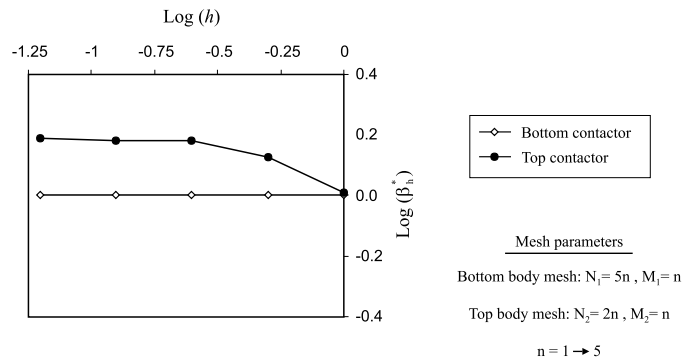 Log (h)
-1.25 -1 -0.75 -0.5 -0.25 0
0.4
0.2
0.0
-0.2
-0.4
Log (β*h)
Bottom contactor
Top contactor
Mesh parameters
Bottom body mesh: N1= 5n , M1= n
Top body mesh: N2= 2n , M2= n
n = 1 → 5